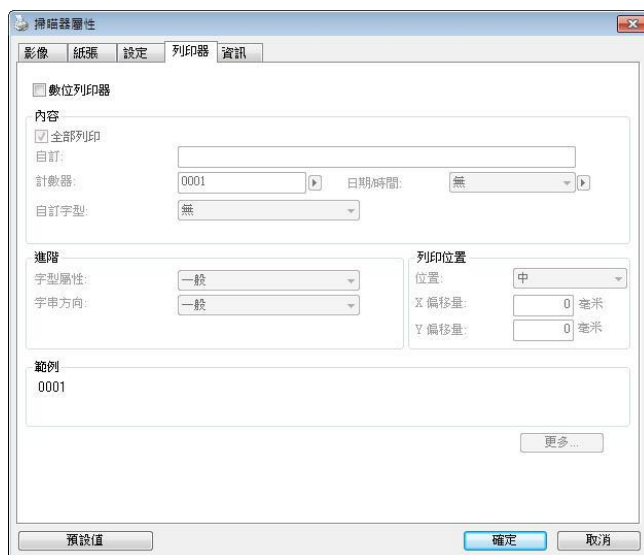 掃瞄器屬性
影像 紙張 設定 列印器 資訊
數位列印器
內容
全部列印
自訂:
計數器: 0001 日期/時間: 無
自訂字型: 無
進階
字型屬性: 一般
字串方向: 一般
列印位置
位置: 中
X 偏移量: 0 毫米
Y 偏移量: 0 毫米
範例
0001
更多...
預設值 確定 取消